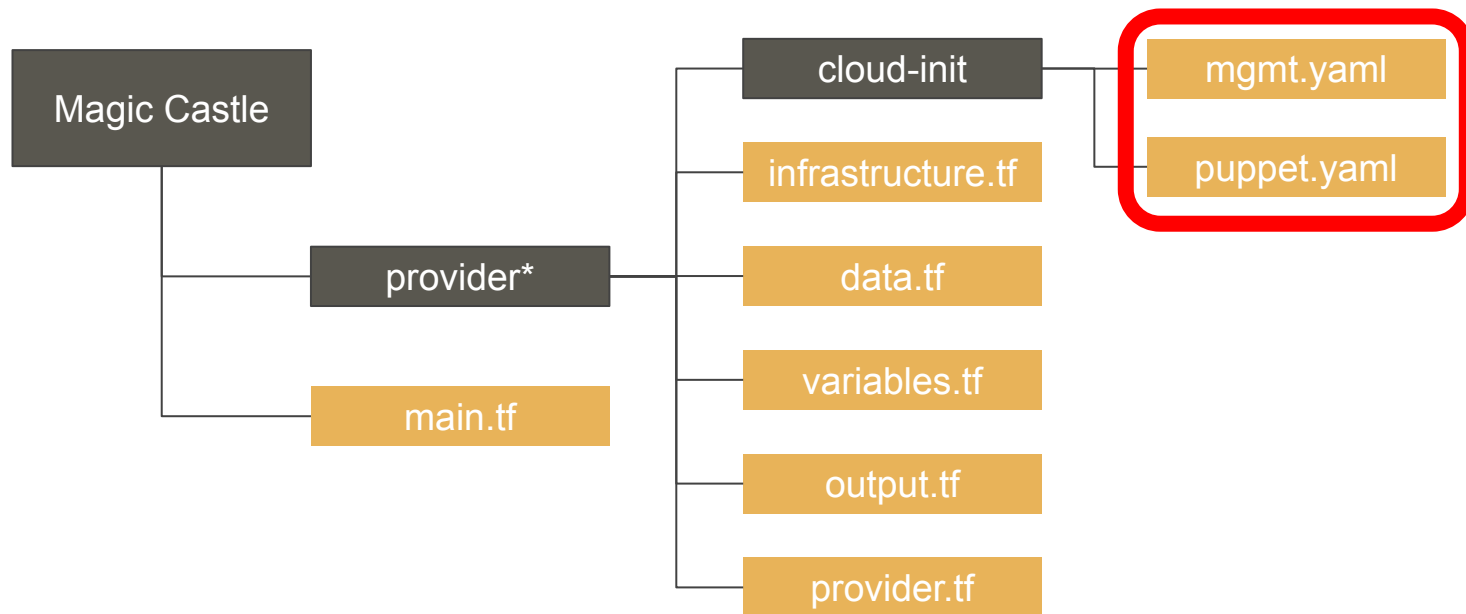 Magic Castle
provider*
main.tf
cloud-init
infrastructure.tf
data.tf
variables.tf
output.tf
provider.tf
mgmt.yaml
puppet.yaml